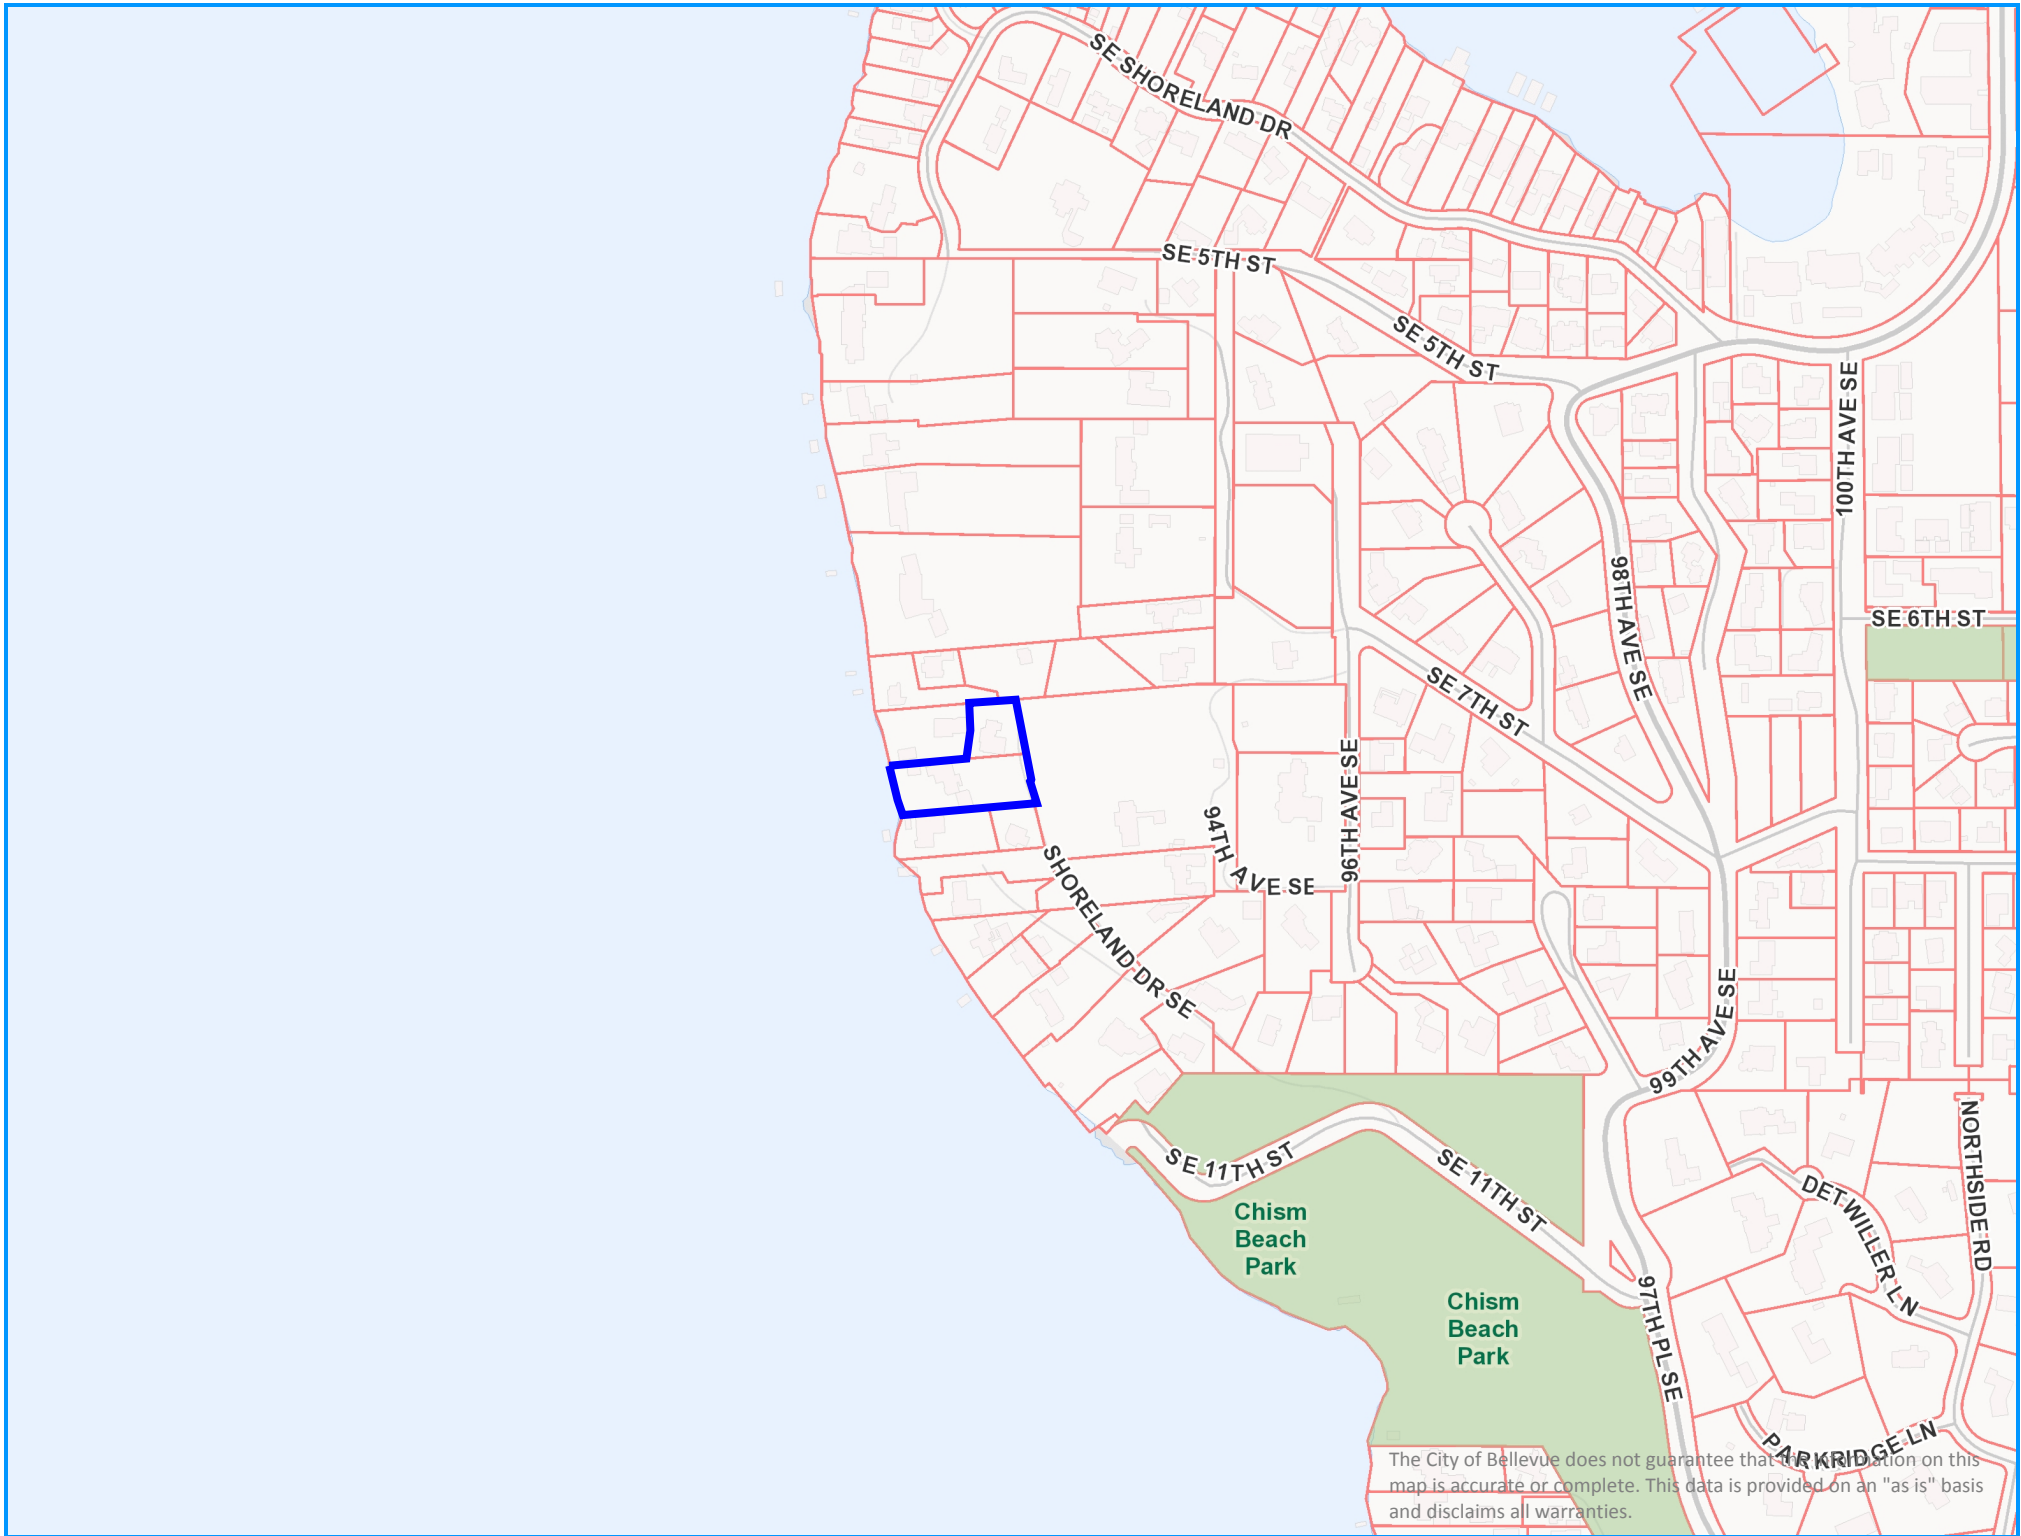 SE SHORELAND DR
SE 5TH ST
SE 5TH ST
100TH AVE SE
98TH AVE SE
SE 6TH ST
SE 7TH ST
96TH AVE SE
94TH AVE SE
SHORELAND DR SE
99TH AVE SE
NORTHSIDE RD
SE 11TH ST
SE 11TH ST
DETWILLER LN
Chism
Beach
Park
Chism
Beach
Park
97TH PL SE
PARKRIDGE LN
The City of Bellevue does not guarantee that the information on this
map is accurate or complete. This data is provided on an "as is" basis
and disclaims all warranties.